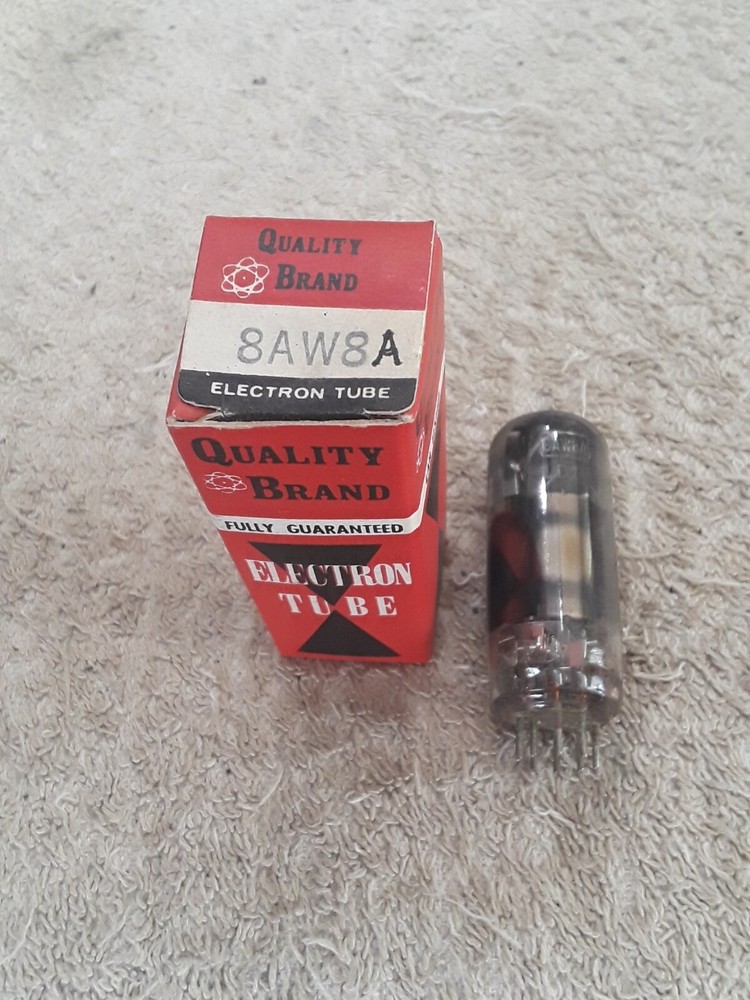 QUALITY
BRAND
8AW8A
ELECTRON TUBE
QUALITY
BRAND
FULLY GUARANTEED
ELECTRON
TUBE